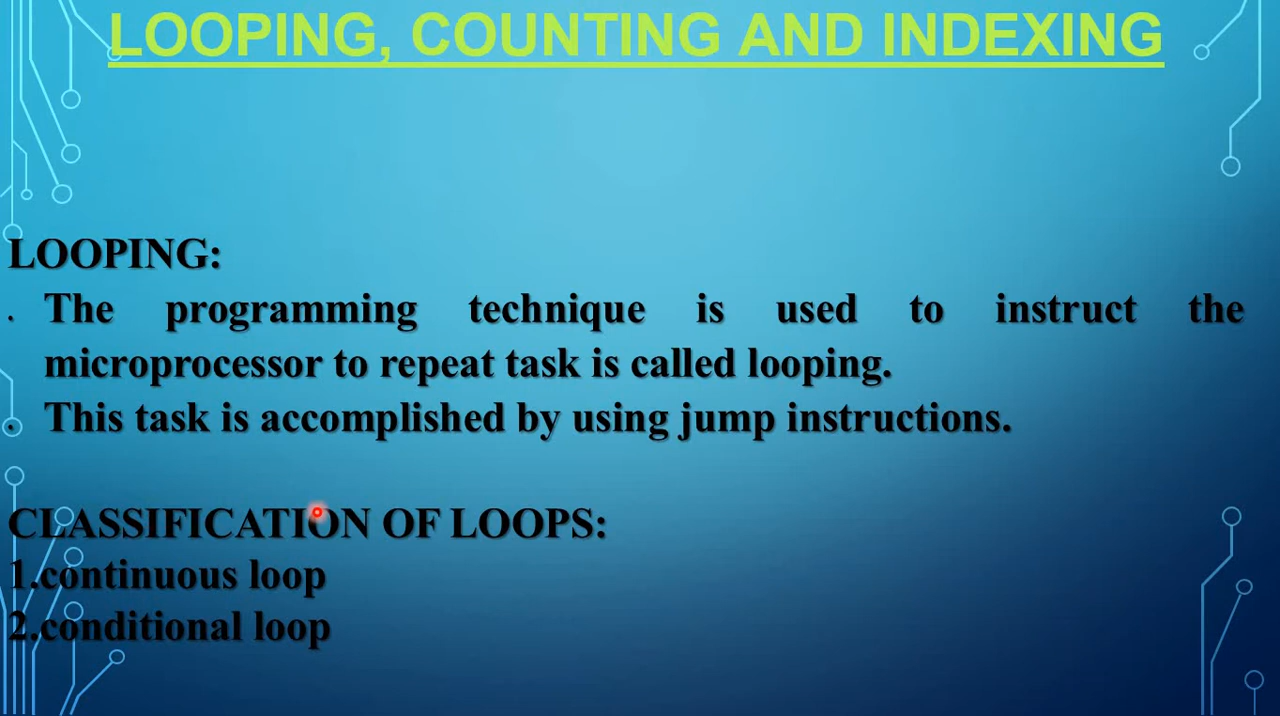 LOOPING, COUNTING AND INDEXING
LOOPING:
. The programming technique is used to instruct the
microprocessor to repeat task is called looping.
. This task is accomplished by using jump instructions.
CLASSIFICATION OF LOOPS:
1.continuous loop
2.conditional loop